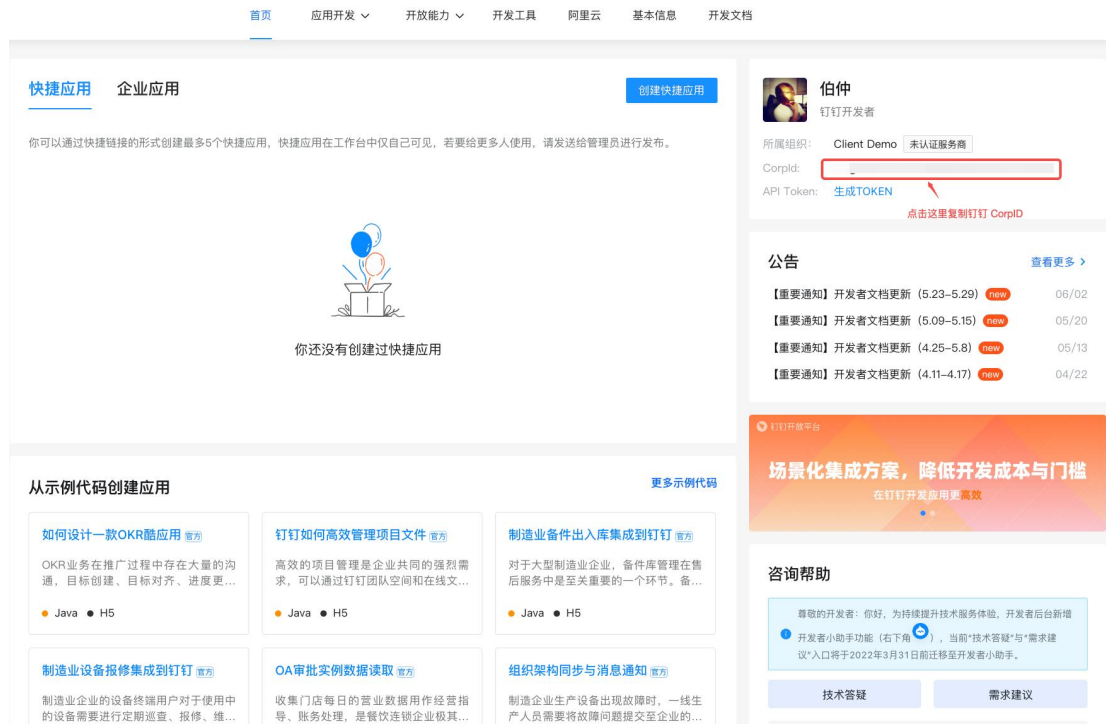 首页 应用开发 开放能力 开发工具 阿里云 基本信息 开发文档
快捷应用 企业应用 创建快捷应用
你可以通过快捷链接的形式创建最多5个快捷应用，快捷应用在工作台中仅自己可见，若要给更多人使用，请发送给管理员进行发布。
你还没有创建过快捷应用
从示例代码创建应用 更多示例代码
如何设计一款OKR酷应用 官方
OKR业务在推广过程中存在大量的沟
通，目标创建、目标对齐、进度更...
Java H5
钉钉如何高效管理项目文件 官方
高效的项目管理是企业共同的强烈需
求，可以通过钉钉团队空间和在线文...
Java H5
制造业备件出入库集成到钉钉 官方
对于大型制造业企业，备件库管理在售
后服务中是至关重要的一个环节。备...
Java H5
制造业设备报修集成到钉钉 官方
制造业企业的设备终端用户对于使用中
的设备需要进行定期巡查、报修、维...
OA审批实例数据读取 官方
收集门店每日的营业数据用作经营指
导、账务处理，是餐饮连锁企业极其...
组织架构同步与消息通知 官方
制造企业生产设备出现故障时，一线生
产人员需要将故障问题提交至企业的...
伯仲
钉钉开发者
所属组织： Client Demo 未认证服务商
CorpId:
API Token: 生成TOKEN
点击这里复制钉钉 CorpID
公告 查看更多
【重要通知】开发者文档更新（5.23-5.29） new 06/02
【重要通知】开发者文档更新（5.09-5.15） new 05/20
【重要通知】开发者文档更新（4.25-5.8） new 05/13
【重要通知】开发者文档更新（4.11-4.17） new 04/22
钉钉开放平台
场景化集成方案，降低开发成本与门槛
在钉钉开发应用更高效
咨询帮助
尊敬的开发者：你好，为持续提升技术服务体验，开发者后台新增
开发者小助手功能（右下角 ），当前“技术答疑”与“需求建
议”入口将于2022年3月31日前迁移至开发者小助手。
技术答疑 需求建议